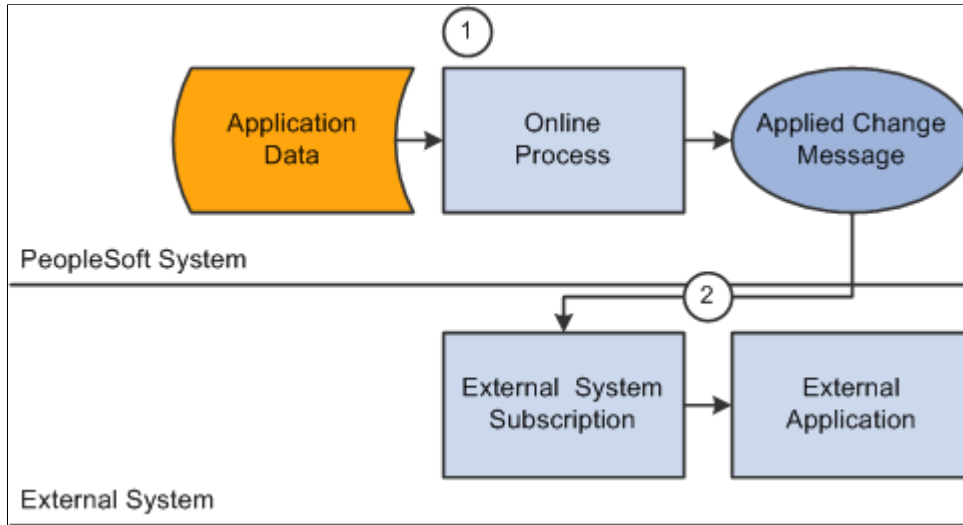 1
Application
Data
Online
Process
Applied Change
Message
PeopleSoft System
2
External System
Subscription
External
Application
External System